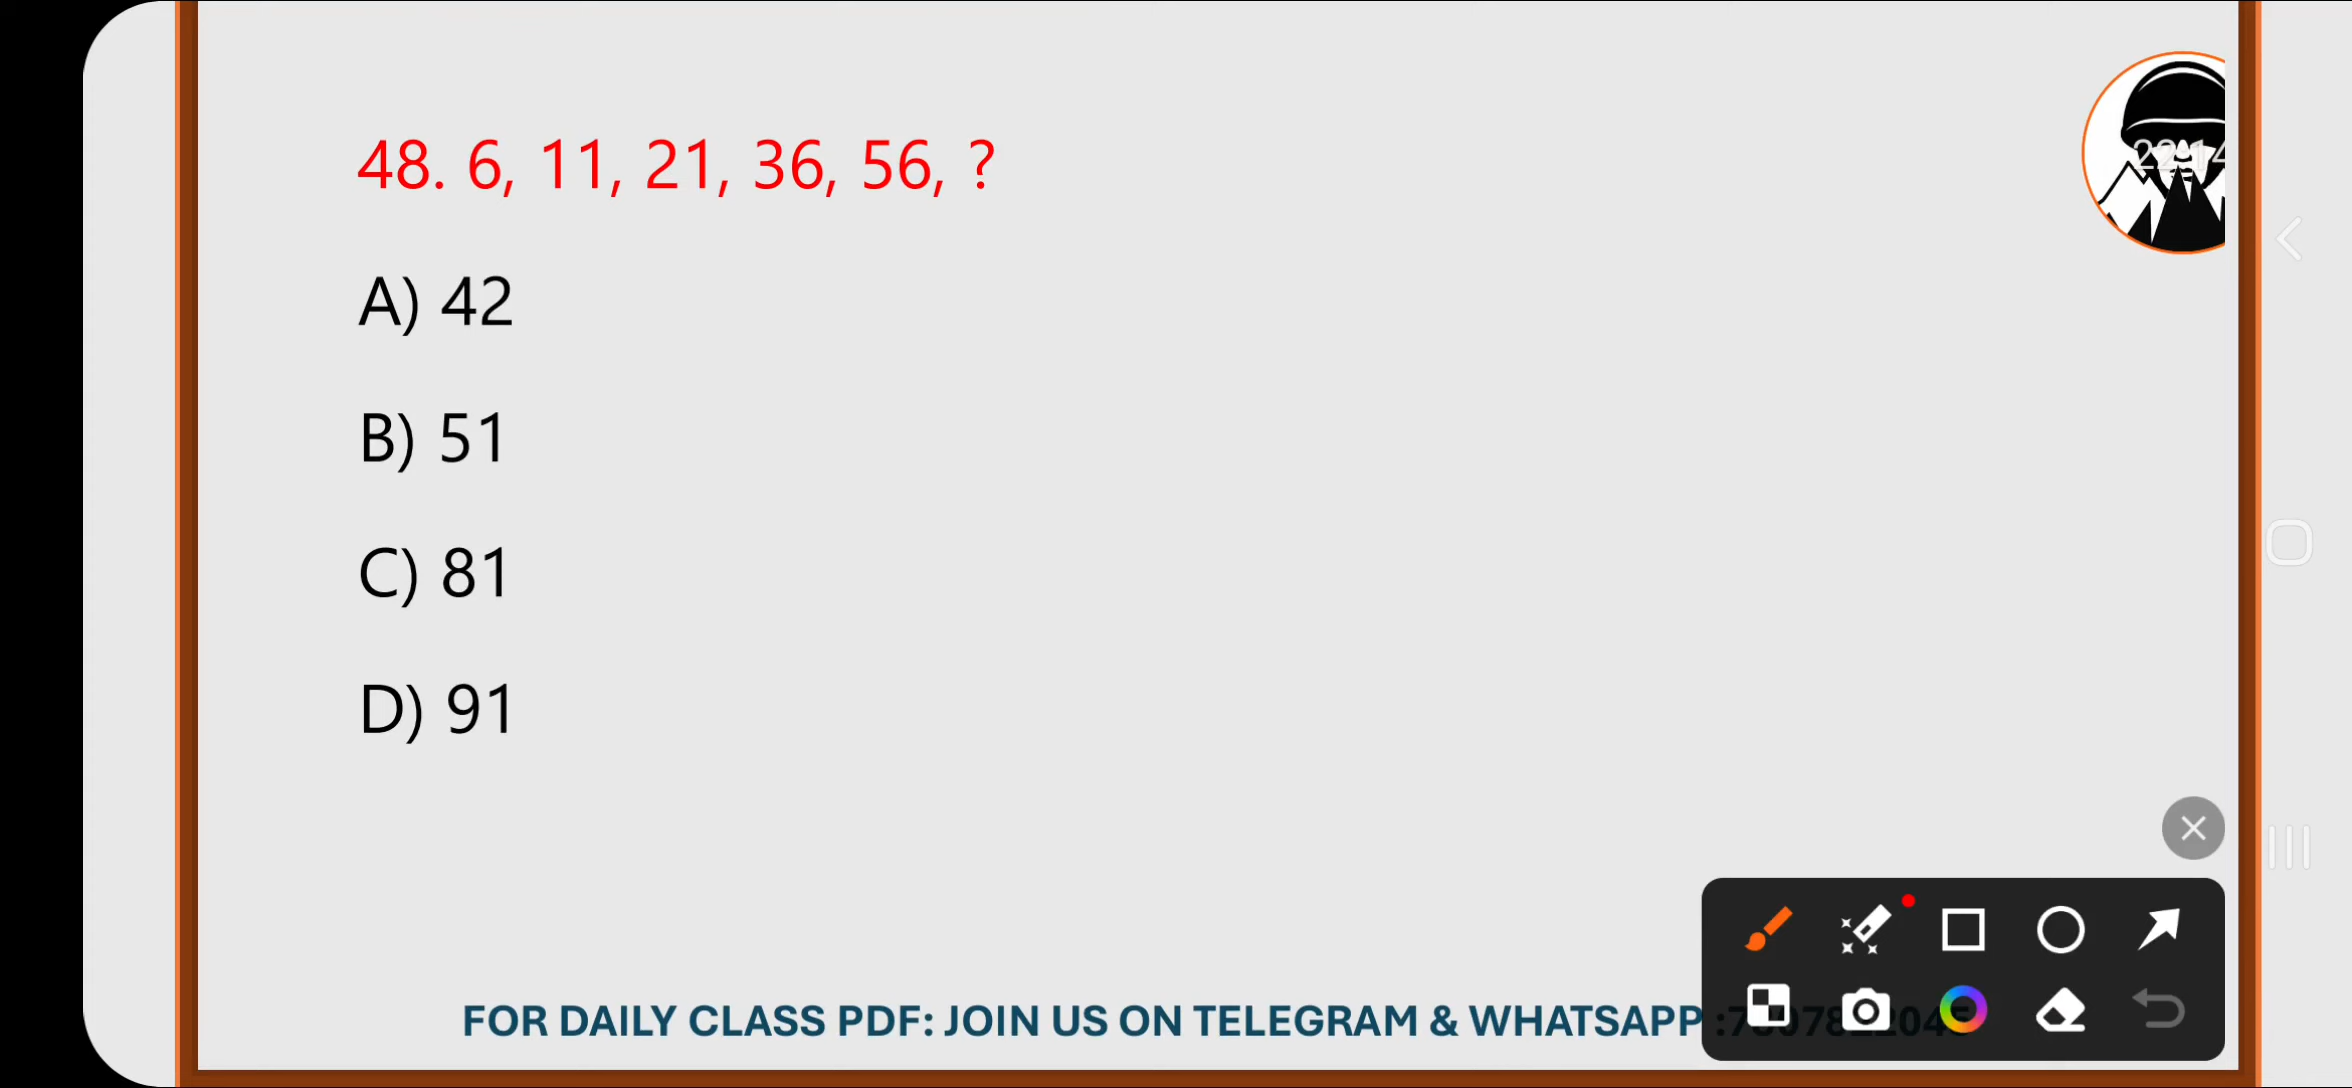 48. 6, 11, 21, 36, 56, ?
A) 42
B) 51
C) 81
D) 91
FOR DAILY CLASS PDF: JOIN US ON TELEGRAM & WHATSAPP